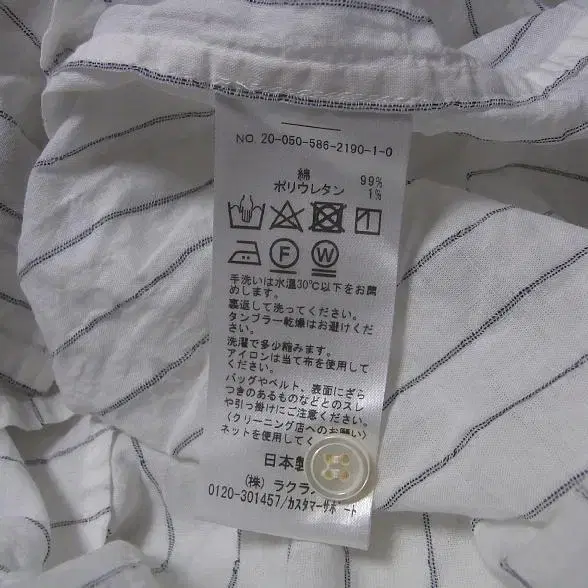 NO. 20-050-586-2190-1-0
綿 99%
ポリウレタン 1%
F W
手洗いは水温30℃以下をお勧
めします。
裏返して洗ってください。
タンブラー乾燥はお避けくだ
さい。
洗濯で多少縮みます。
アイロンは当て布を使用して
ください。
バッグやベルト、表面にざら
つきのあるものなどとのスレ
や引っ掛けにご注意ください。
〈クリーニング店へのお願い〉
ネットを使用してく
日本製
(株) ラクラ
0120-301457/カスタマーサポート